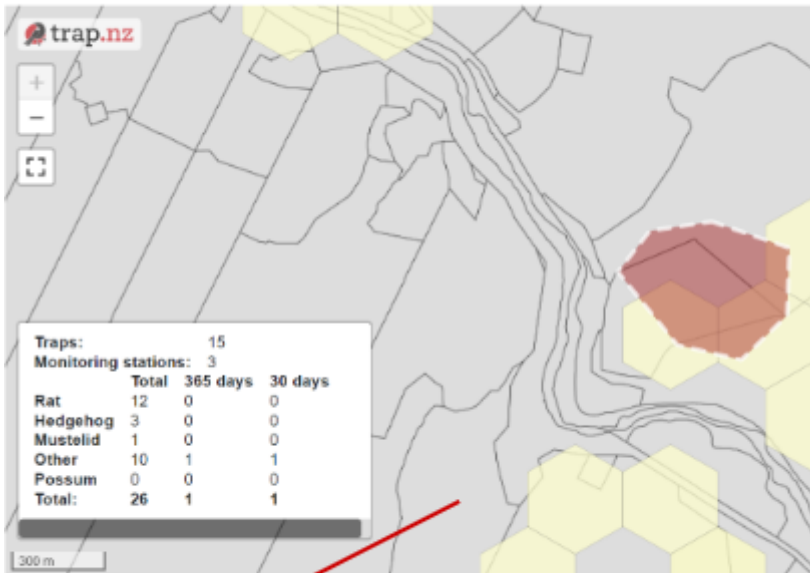 trap.nz
+
−
Traps: 15
Monitoring stations: 3
Total 365 days 30 days
Rat 12 0 0
Hedgehog 3 0 0
Mustelid 1 0 0
Other 10 1 1
Possum 0 0 0
Total: 26 1 1
300 m